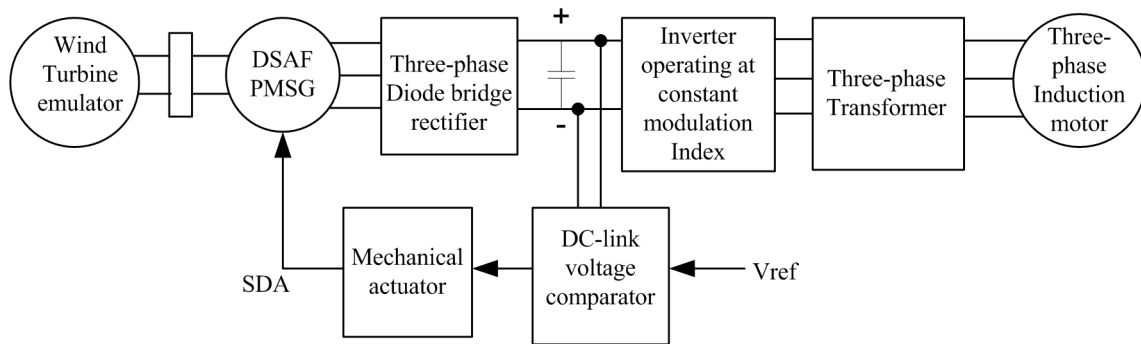 Wind
Turbine
emulator
DSAF
PMSG
Three-phase
Diode bridge
rectifier
+
-
Inverter
operating at
constant
modulation
Index
Three-phase
Transformer
Three-
phase
Induction
motor
SDA
Mechanical
actuator
DC-link
voltage
comparator
Vref